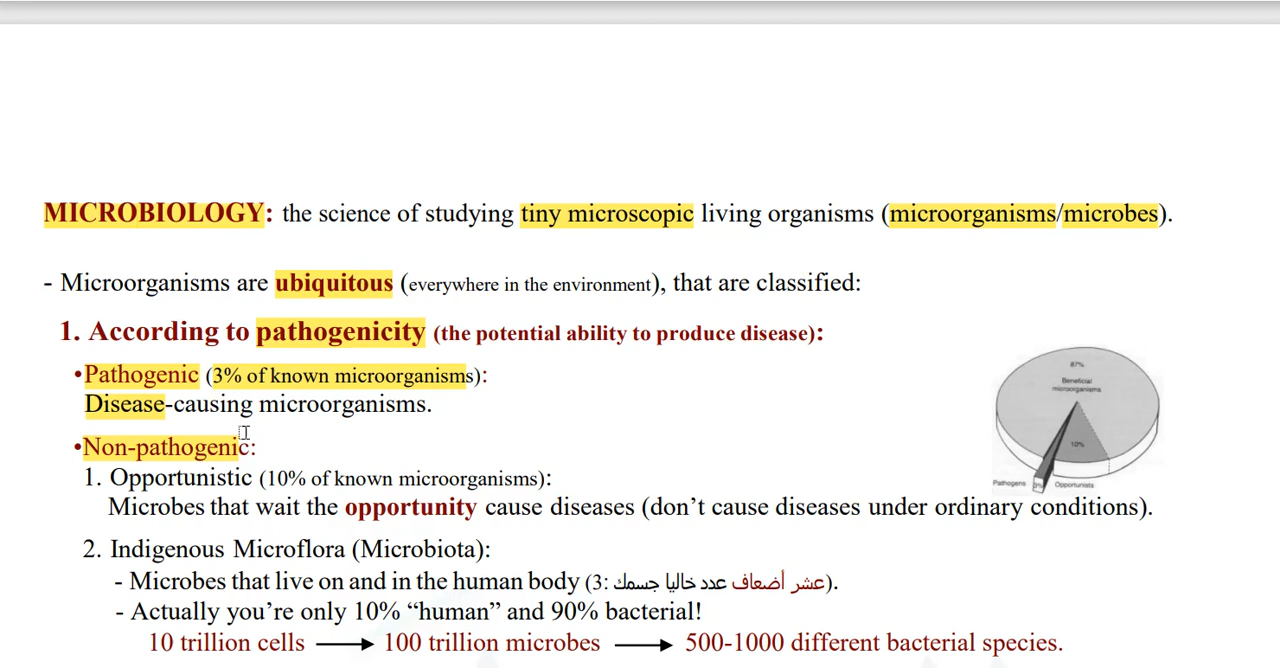 MICROBIOLOGY: the science of studying tiny microscopic living organisms (microorganisms/microbes).
- Microorganisms are ubiquitous (everywhere in the environment), that are classified:
1. According to pathogenicity (the potential ability to produce disease):
•Pathogenic (3% of known microorganisms):
Disease-causing microorganisms.
•Non-pathogenic:
1. Opportunistic (10% of known microorganisms):
Microbes that wait the opportunity cause diseases (don’t cause diseases under ordinary conditions).
2. Indigenous Microflora (Microbiota):
- Microbes that live on and in the human body (3: عشر أضعاف عدد خاليا جسمك).
- Actually you’re only 10% “human” and 90% bacterial!
10 trillion cells ⟶ 100 trillion microbes ⟶ 500-1000 different bacterial species.
87%
Beneficial
microorganisms
10%
Pathogens 3% Opportunists